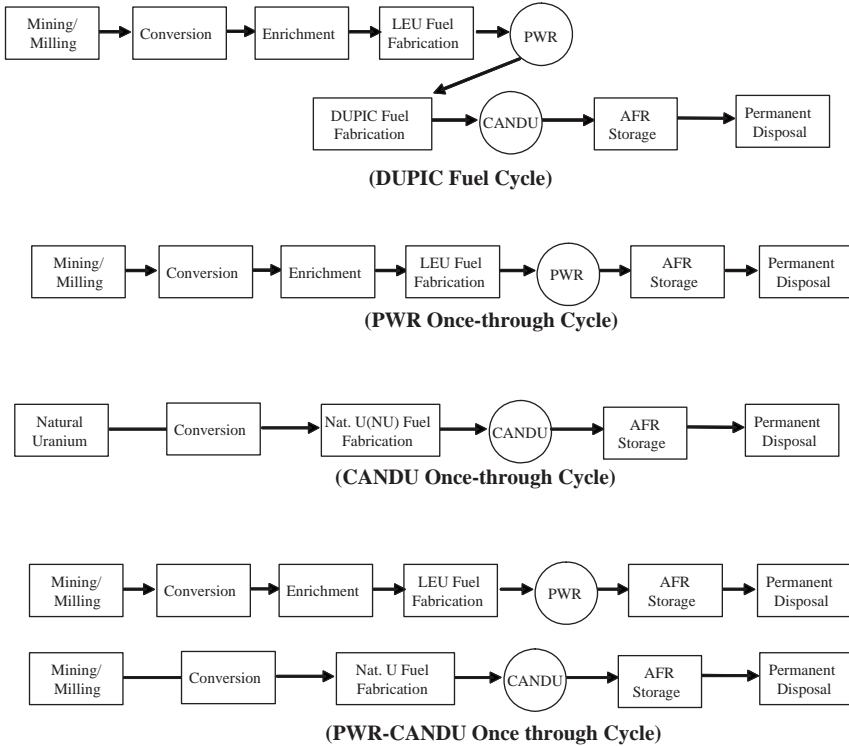 Mining/
Milling
Conversion
Enrichment
LEU Fuel
Fabrication
PWR
DUPIC Fuel
Fabrication
CANDU
AFR
Storage
Permanent
Disposal
(DUPIC Fuel Cycle)
Mining/
Milling
Conversion
Enrichment
LEU Fuel
Fabrication
PWR
AFR
Storage
Permanent
Disposal
(PWR Once-through Cycle)
Natural
Uranium
Conversion
Nat. U(NU) Fuel
Fabrication
CANDU
AFR
Storage
Permanent
Disposal
(CANDU Once-through Cycle)
Mining/
Milling
Conversion
Enrichment
LEU Fuel
Fabrication
PWR
AFR
Storage
Permanent
Disposal
Mining/
Milling
Conversion
Nat. U Fuel
Fabrication
CANDU
AFR
Storage
Permanent
Disposal
(PWR-CANDU Once through Cycle)